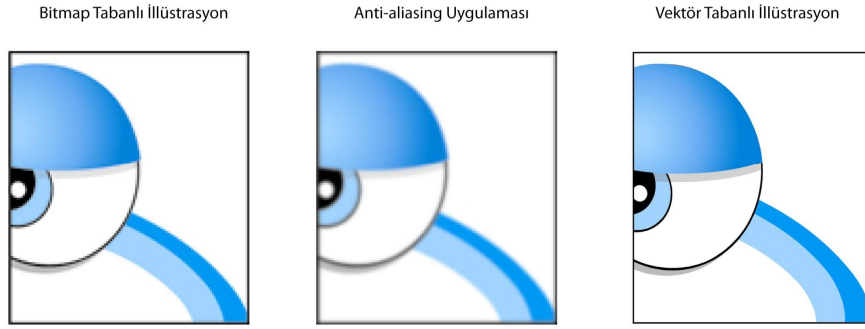 Bitmap Tabanlı İllüstrasyon
Anti-aliasing Uygulaması
Vektör Tabanlı İllüstrasyon